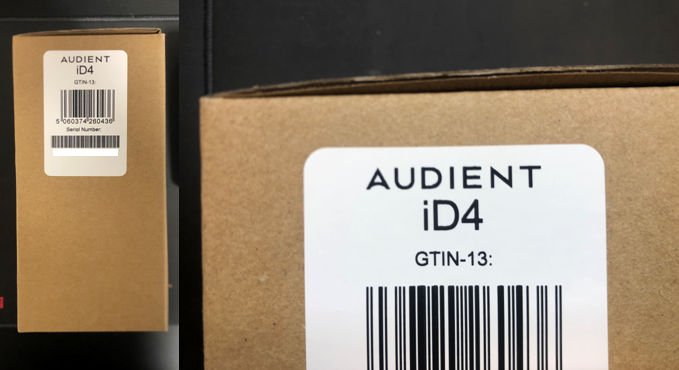 AUDIENT
iD4
GTIN-13:
5 060374 260436
Serial Number:
AUDIENT
iD4
GTIN-13: